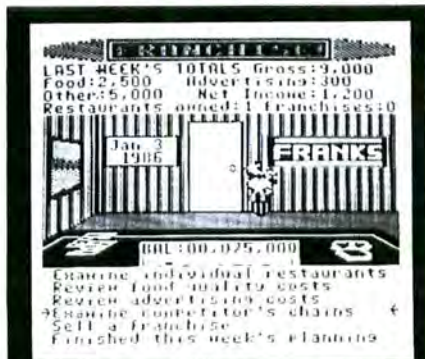 FRANCHISE
LAST WEEK'S TOTALS Gross:9,000
Food:2,500 Advertising:300
Other:5,000 Net Income:1,200
Restaurants owned:1 franchises:0
Jan 3
1986
FRANKS
BAL:00,025,000
Examine individual restaurants
Review food quality costs
Review advertising costs
→Examine competitor's chains ←
Sell a franchise
Finished this week's planning